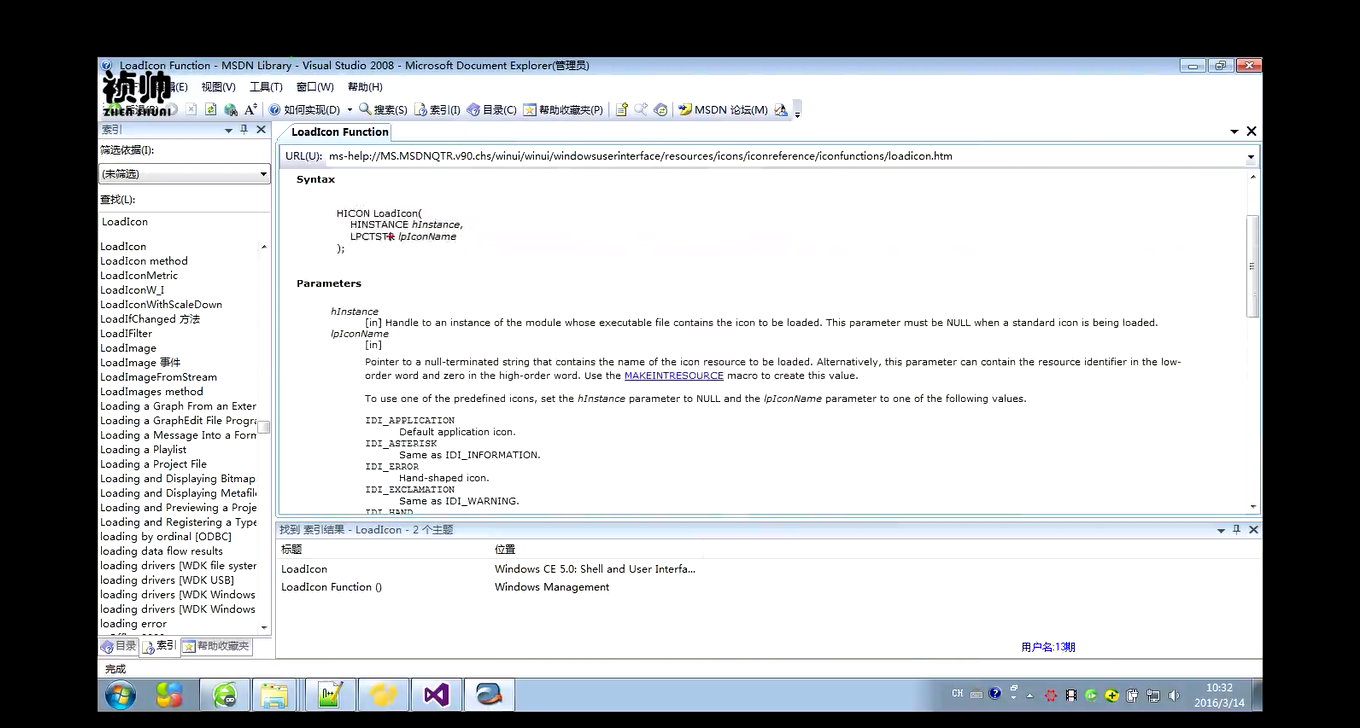 LoadIcon Function - MSDN Library - Visual Studio 2008 - Microsoft Document Explorer(管理员)
祯帅
ZHEN SHUAI
(E) 视图(V) 工具(T) 窗口(W) 帮助(H)
如何实现(D) 搜索(S) 索引(I) 目录(C) 帮助收藏夹(P) MSDN 论坛(M)
索引
筛选依据(I):
(未筛选)
查找(L):
LoadIcon
LoadIcon
LoadIcon method
LoadIconMetric
LoadIconW_I
LoadIconWithScaleDown
LoadIfChanged 方法
LoadIFilter
LoadImage
LoadImage 事件
LoadImageFromStream
LoadImages method
Loading a Graph From an Exter
Loading a GraphEdit File Progra
Loading a Message Into a Form
Loading a Playlist
Loading a Project File
Loading and Displaying Bitmap
Loading and Displaying Metafil
Loading and Previewing a Proje
Loading and Registering a Type
loading by ordinal [ODBC]
loading data flow results
loading drivers [WDK file syster
loading drivers [WDK USB]
loading drivers [WDK Windows
loading drivers [WDK Windows
loading error
目录 索引 帮助收藏夹
LoadIcon Function
URL(U): ms-help://MS.MSDNQTR.v90.chs/winui/winui/windowsuserinterface/resources/icons/iconreference/iconfunctions/loadicon.htm
Syntax
HICON LoadIcon(
HINSTANCE hInstance,
LPCTSTR lpIconName
);
Parameters
hInstance
[in] Handle to an instance of the module whose executable file contains the icon to be loaded. This parameter must be NULL when a standard icon is being loaded.
lpIconName
[in]
Pointer to a null-terminated string that contains the name of the icon resource to be loaded. Alternatively, this parameter can contain the resource identifier in the low-
order word and zero in the high-order word. Use the MAKEINTRESOURCE macro to create this value.
To use one of the predefined icons, set the hInstance parameter to NULL and the lpIconName parameter to one of the following values.
IDI_APPLICATION
Default application icon.
IDI_ASTERISK
Same as IDI_INFORMATION.
IDI_ERROR
Hand-shaped icon.
IDI_EXCLAMATION
Same as IDI_WARNING.
IDI_HAND
找到 索引结果 - LoadIcon - 2 个主题
标题 位置
LoadIcon Windows CE 5.0: Shell and User Interfa...
LoadIcon Function () Windows Management
用户名:13期
完成
CH
10:32
2016/3/14